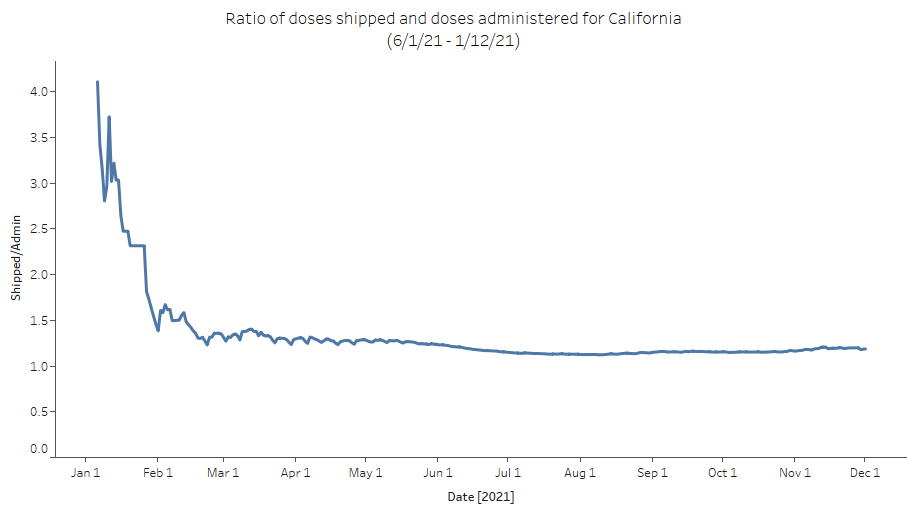 Ratio of doses shipped and doses administered for California
(6/1/21 - 1/12/21)
Shipped/Admin
4.0
3.5
3.0
2.5
2.0
1.5
1.0
0.5
0.0
Jan 1 Feb 1 Mar 1 Apr 1 May 1 Jun 1 Jul 1 Aug 1 Sep 1 Oct 1 Nov 1 Dec 1
Date [2021]